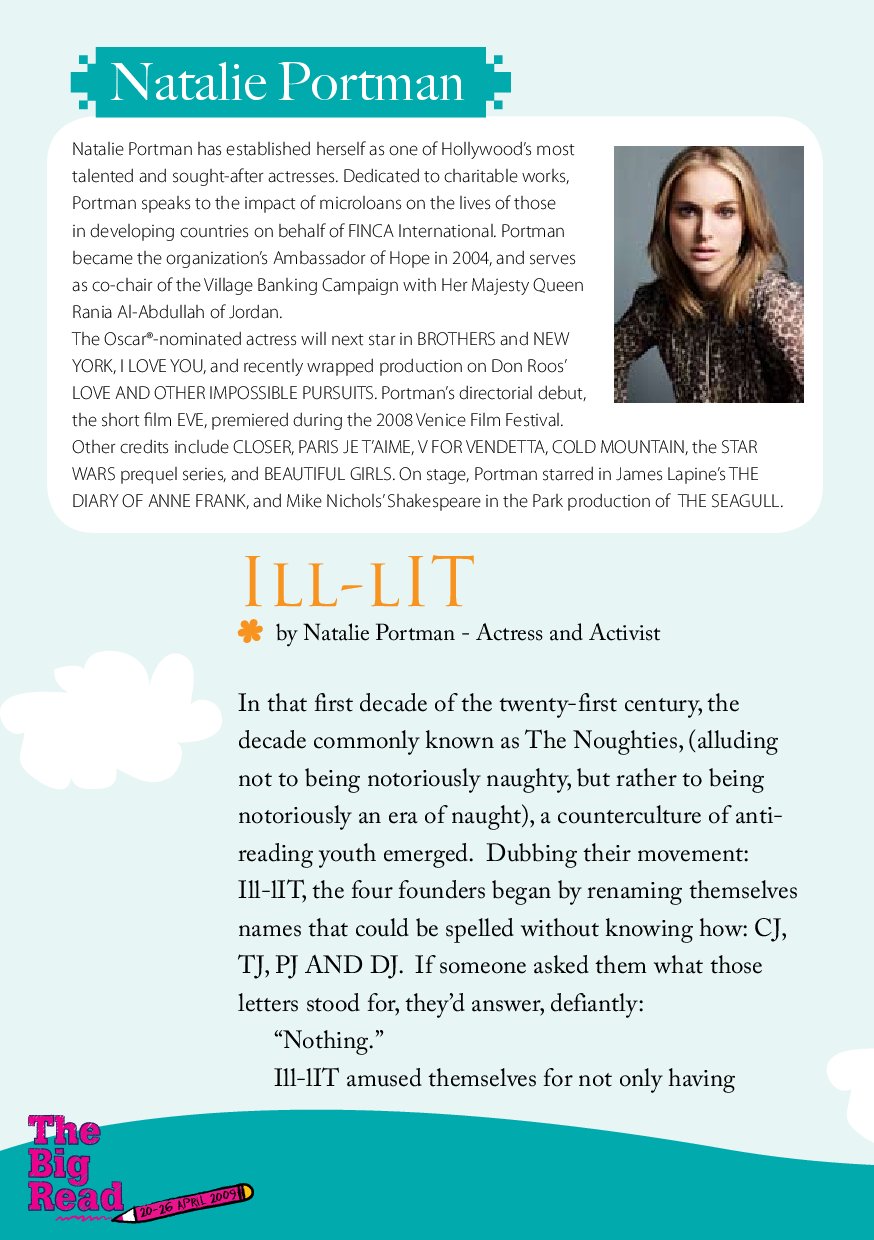 Natalie Portman
Natalie Portman has established herself as one of Hollywood’s most
talented and sought-after actresses. Dedicated to charitable works,
Portman speaks to the impact of microloans on the lives of those
in developing countries on behalf of FINCA International. Portman
became the organization’s Ambassador of Hope in 2004, and serves
as co-chair of the Village Banking Campaign with Her Majesty Queen
Rania Al-Abdullah of Jordan.
The Oscar®-nominated actress will next star in BROTHERS and NEW
YORK, I LOVE YOU, and recently wrapped production on Don Roos’
LOVE AND OTHER IMPOSSIBLE PURSUITS. Portman’s directorial debut,
the short film EVE, premiered during the 2008 Venice Film Festival.
Other credits include CLOSER, PARIS JE T’AIME, V FOR VENDETTA, COLD MOUNTAIN, the STAR
WARS prequel series, and BEAUTIFUL GIRLS. On stage, Portman starred in James Lapine’s THE
DIARY OF ANNE FRANK, and Mike Nichols’ Shakespeare in the Park production of THE SEAGULL.
Ill-lIT
by Natalie Portman - Actress and Activist
In that first decade of the twenty-first century, the
decade commonly known as The Noughties, (alluding
not to being notoriously naughty, but rather to being
notoriously an era of naught), a counterculture of anti-
reading youth emerged. Dubbing their movement:
Ill-lIT, the four founders began by renaming themselves
names that could be spelled without knowing how: CJ,
TJ, PJ AND DJ. If someone asked them what those
letters stood for, they’d answer, defiantly:
“Nothing.”
Ill-lIT amused themselves for not only having
The
Big
Read
20-26 APRIL 2009